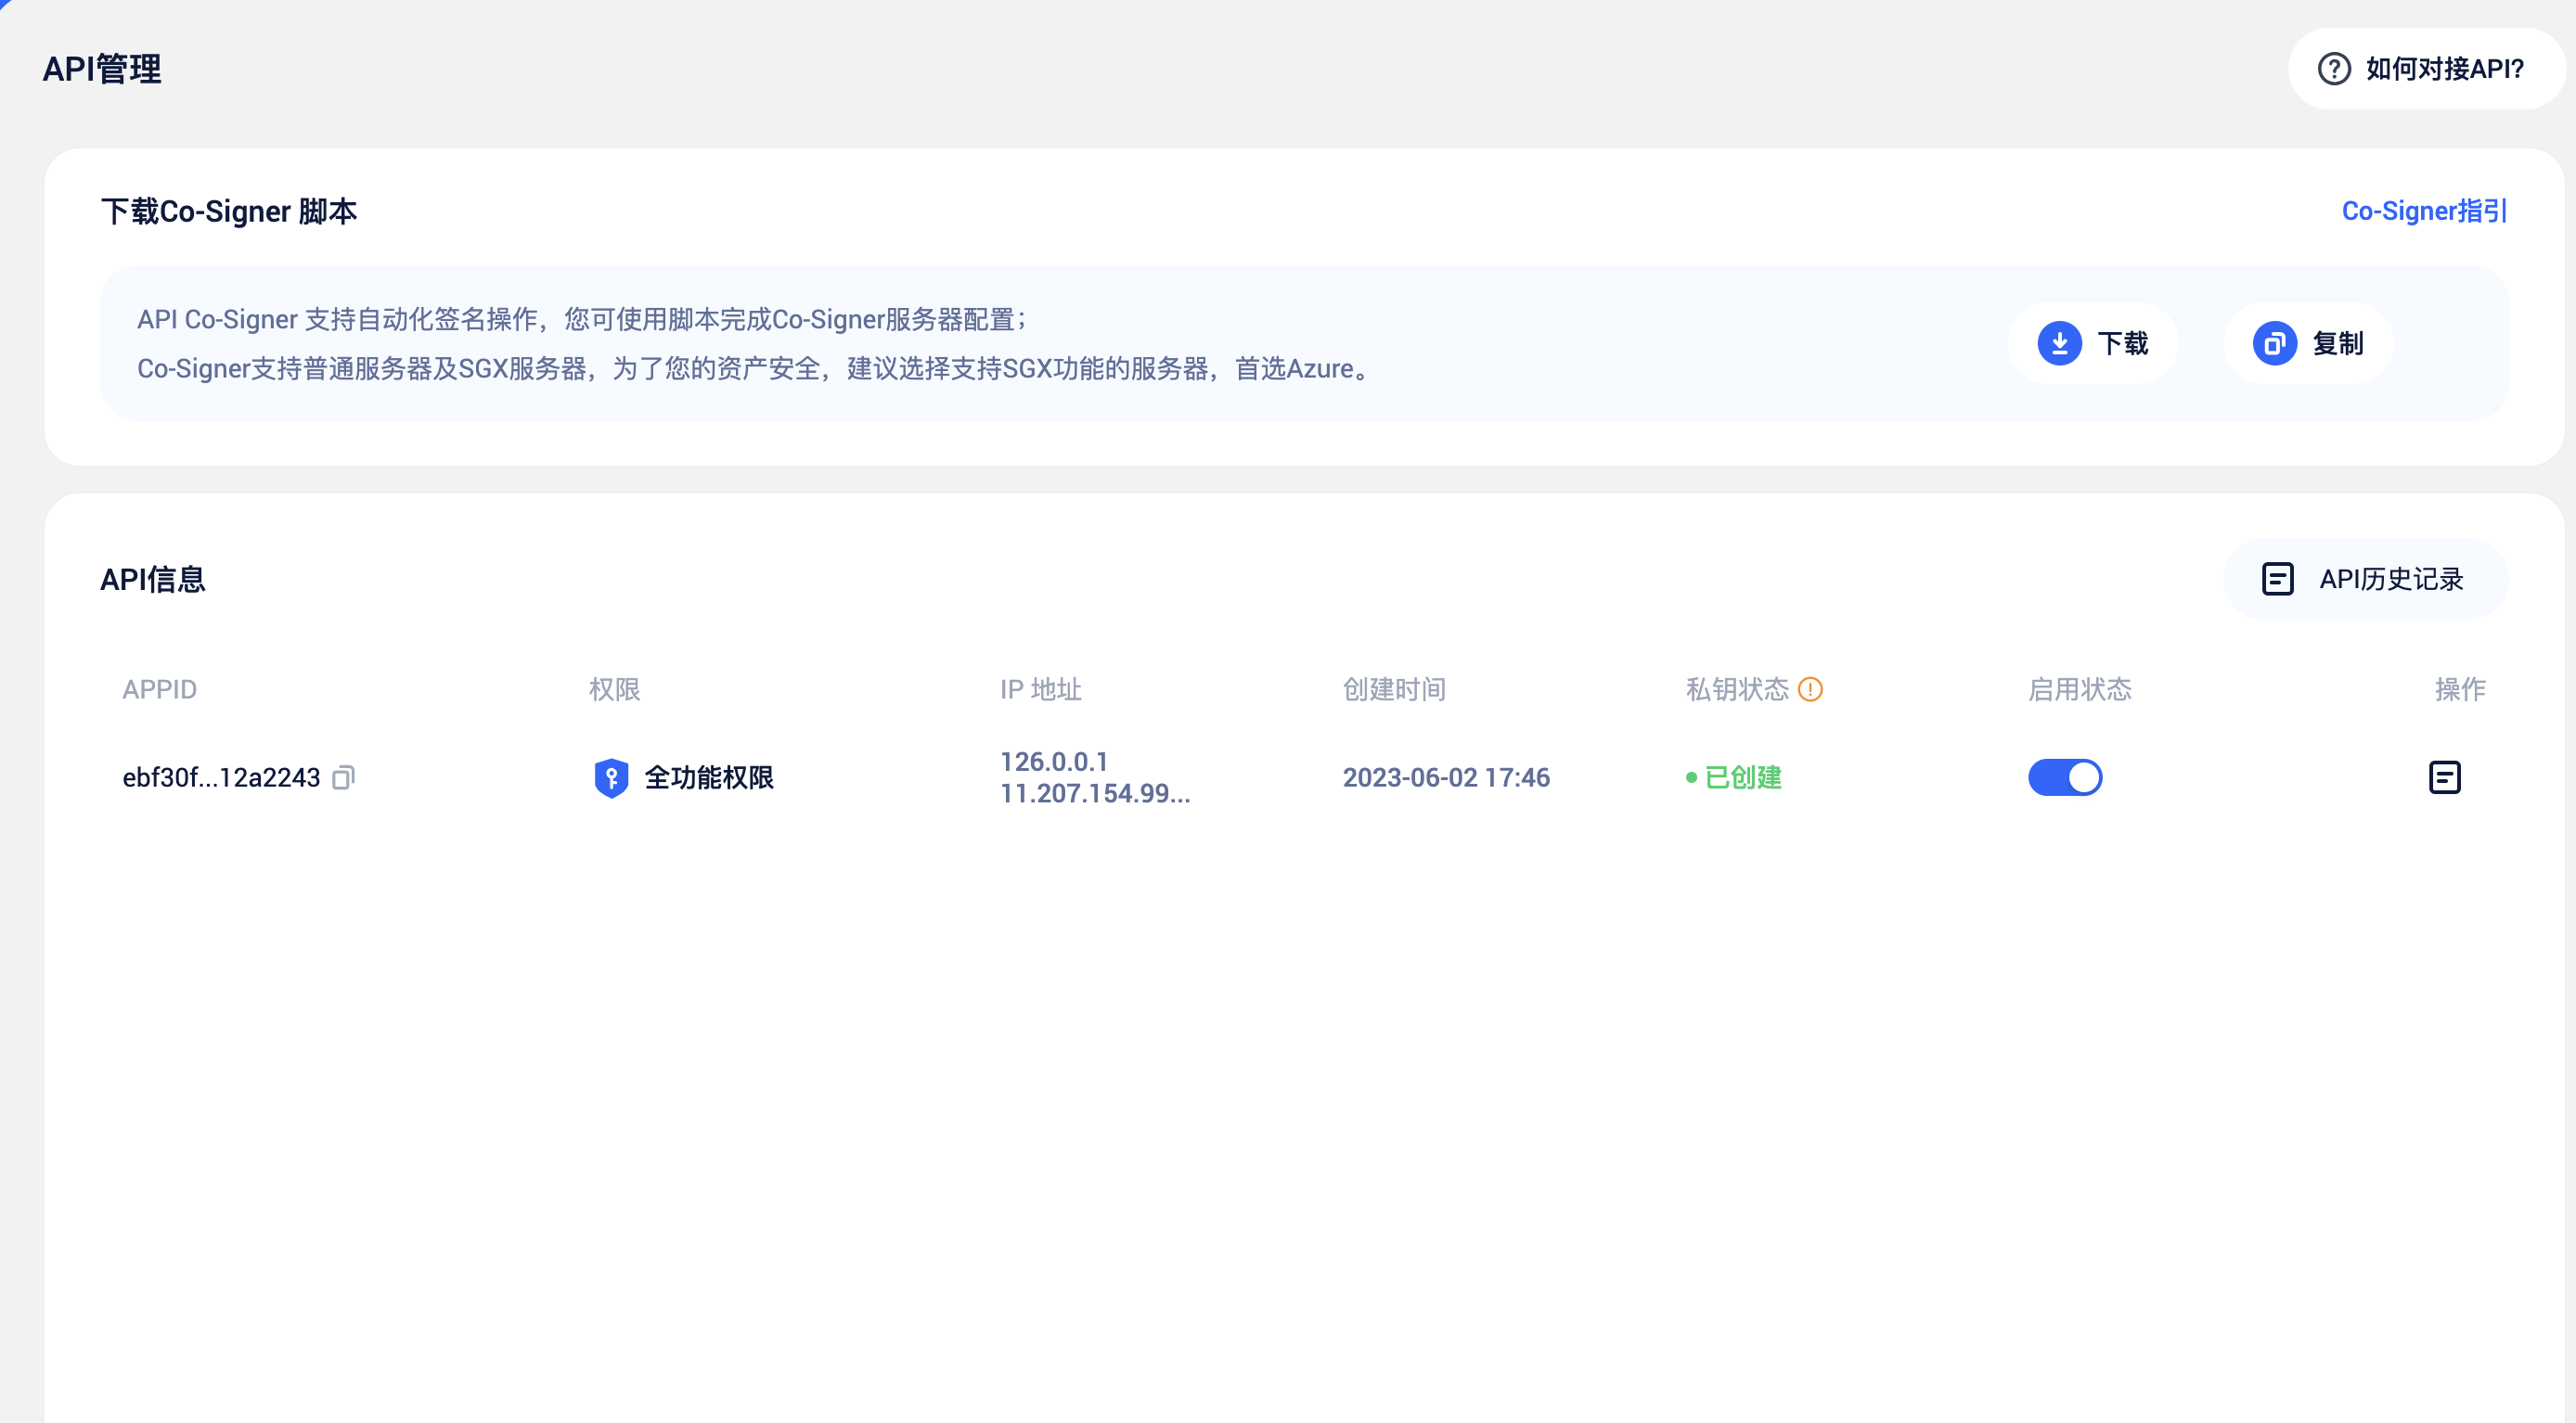 API管理
如何对接API?
下载Co-Signer 脚本
Co-Signer指引
API Co-Signer 支持自动化签名操作，您可使用脚本完成Co-Signer服务器配置；
Co-Signer支持普通服务器及SGX服务器，为了您的资产安全，建议选择支持SGX功能的服务器，首选Azure。
下载
复制
API信息
API历史记录
APPID
权限
IP 地址
创建时间
私钥状态
启用状态
操作
ebf30f...12a2243
全功能权限
126.0.0.1
11.207.154.99...
2023-06-02 17:46
已创建